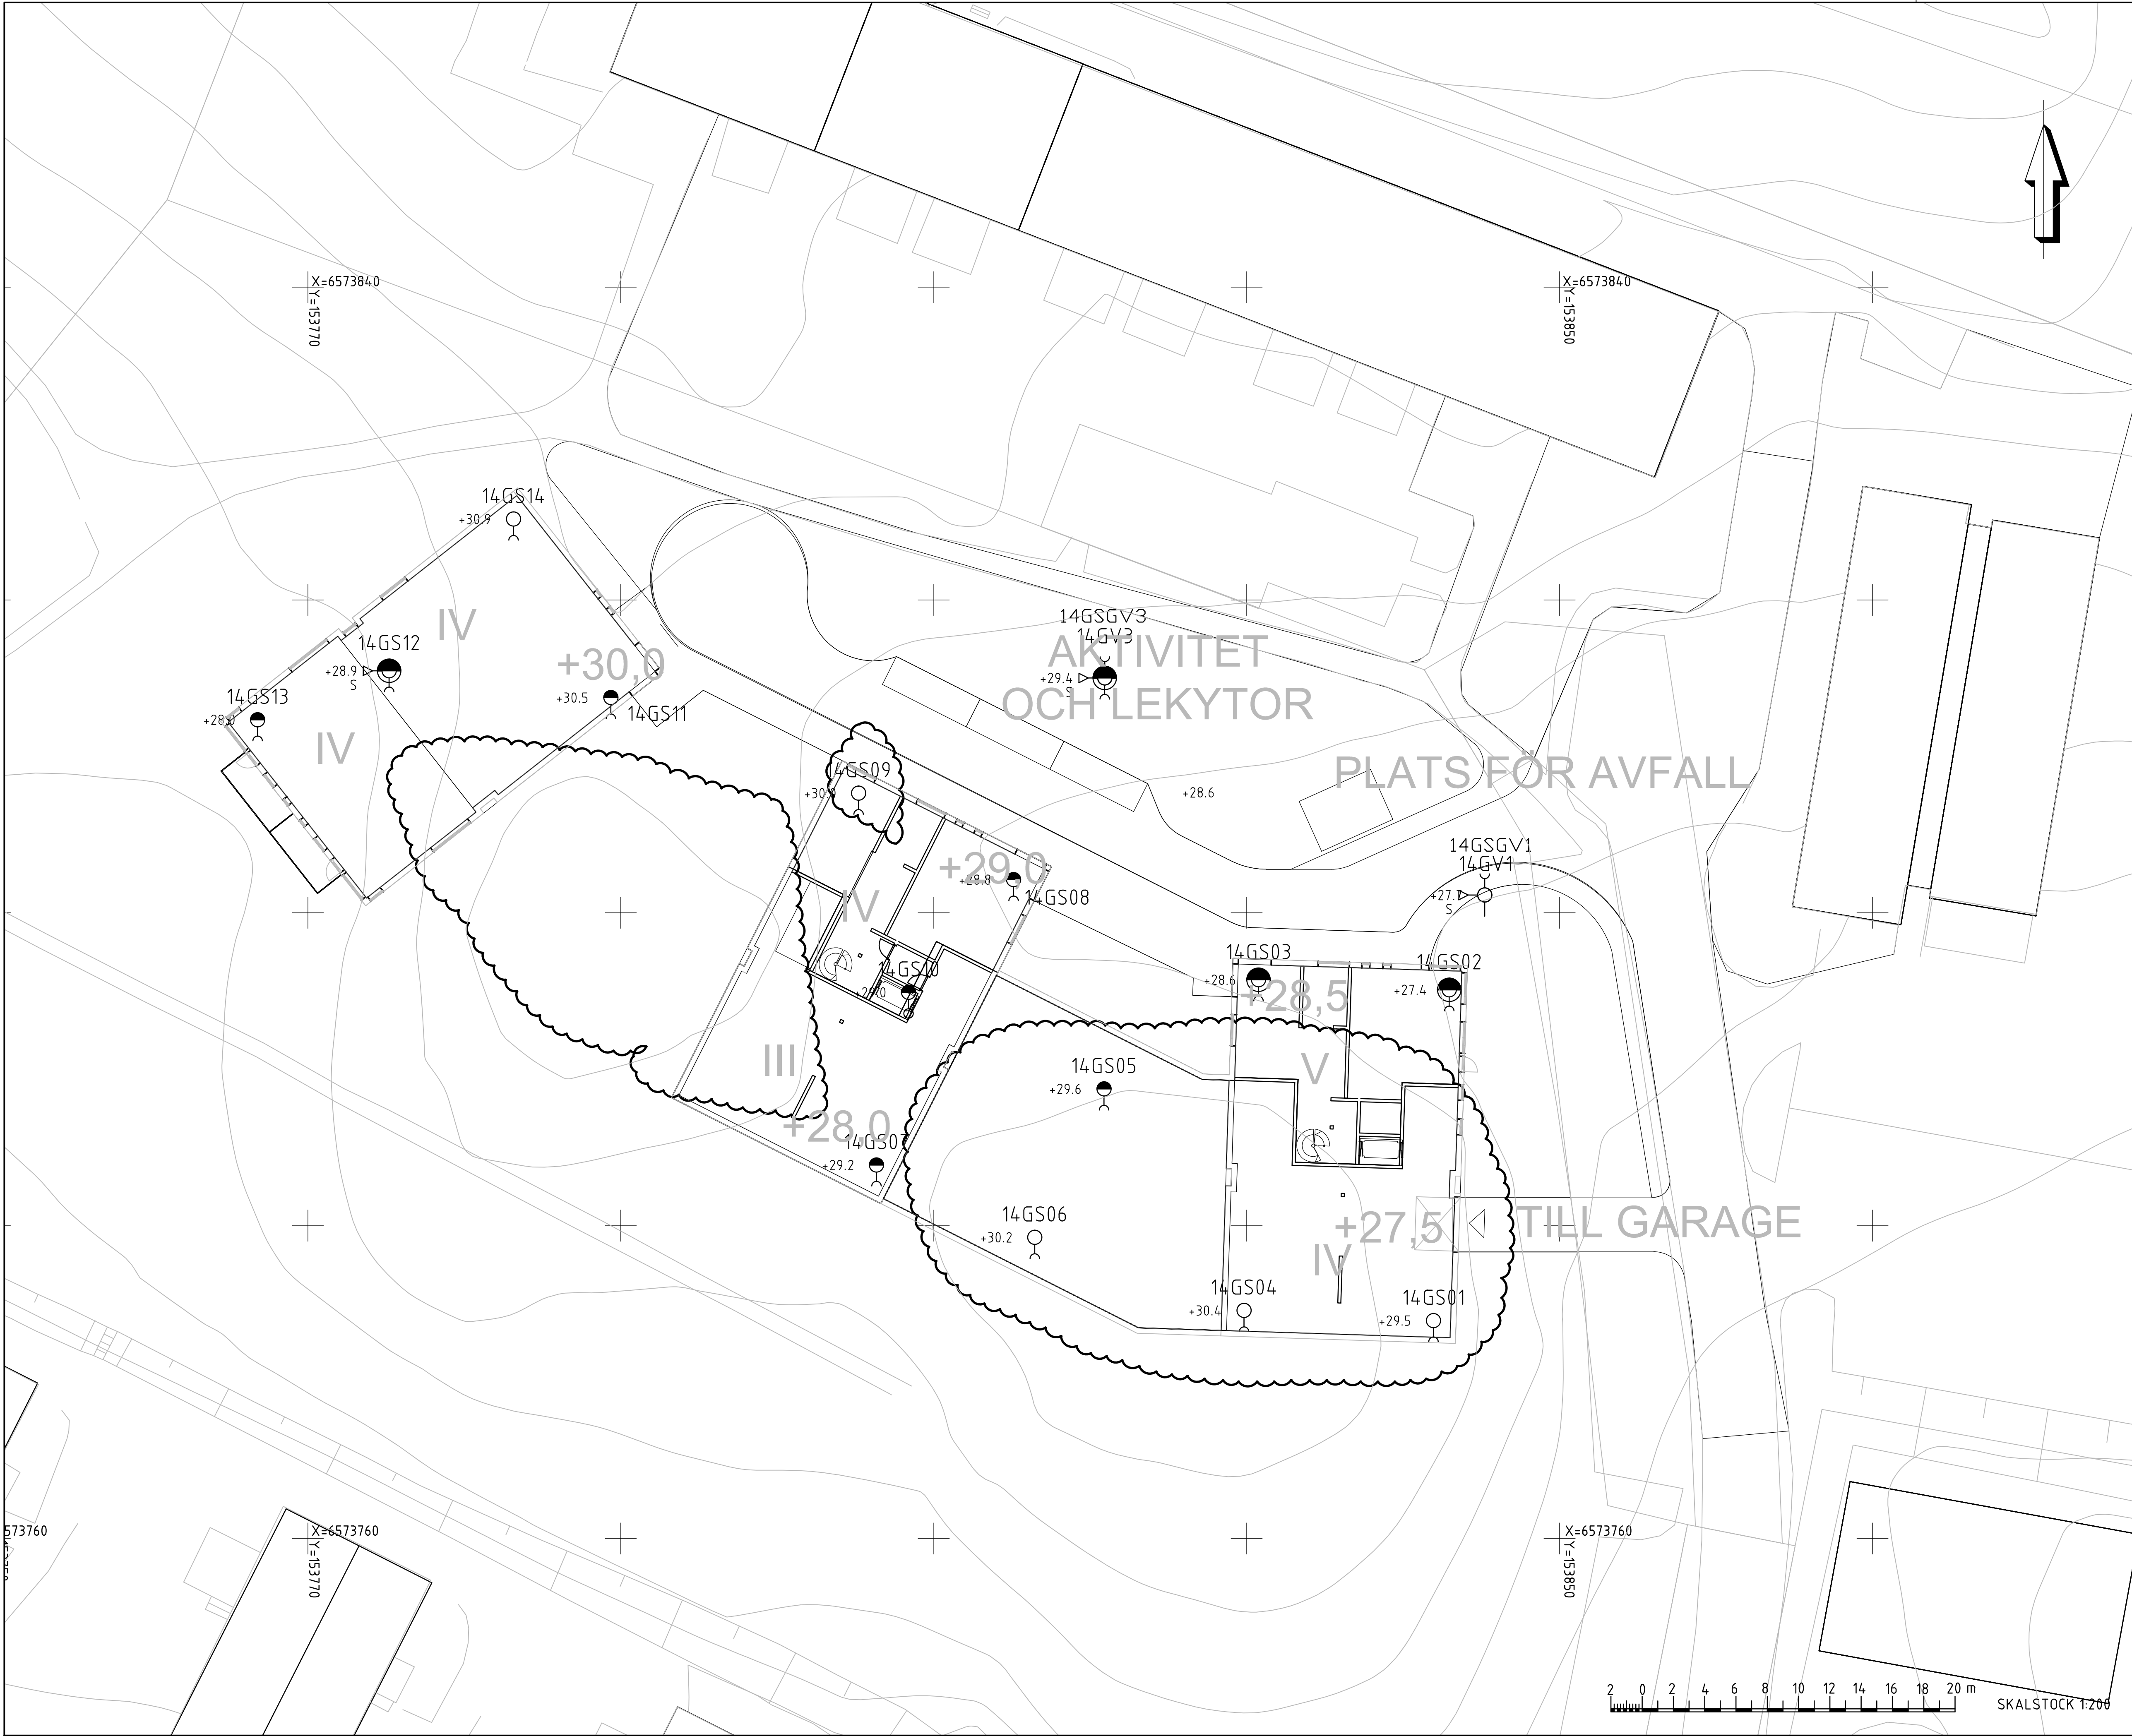 X=6573840
Y=153770
X=6573840
Y=153850
14GS14
+30.9
IV
14GS12
+28.9
S
+30,0
14GS13
IV
+30.5
14GS11
14GSGV3
14GV3
AKTIVITET
+29.4
S
OCH LEKYTOR
PLATS FÖR AVFALL
14GS09
+28.6
+29,0
+28.8
14GS08
IV
14GSGV1
14GV1
S
14GS10
+29.0
14GS03
+28.6
+28,5
14GS02
+27.4
III
14GS05
+29.6
V
+28,0
14GS07
+29.2
14GS06
+30.2
+27,5
TILL GARAGE
IV
14GS04
+30.4
14GS01
+29.5
573760
X=6573760
Y=153770
X=6573760
Y=153850
2 0 2 4 6 8 10 12 14 16 18 20 m
SKALSTOCK 1:200